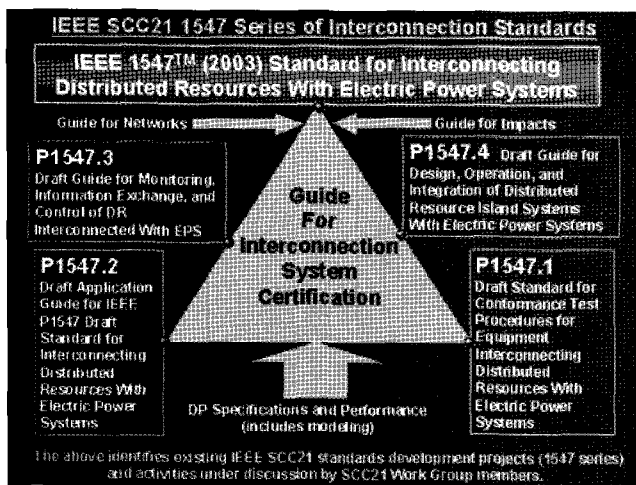 IEEE SCC21 1547 Series of Interconnection Standards
IEEE 1547TM (2003) Standard for Interconnecting
Distributed Resources With Electric Power Systems
Guide for Networks
Guide for Impacts
P1547.3
Draft Guide for Monitoring,
Information Exchange, and
Control of DR
Interconnected With EPS
P1547.4 Draft Guide for
Design, Operation, and
Integration of Distributed
Resource Island Systems
With Electric Power Systems
Guide
For
Interconnection
System
Certification
P1547.2
Draft Application
Guide for IEEE
P1547 Draft
Standard for
Interconnecting
Distributed
Resources With
Electric Power
Systems
P1547.1
Draft Standard for
Conformance Test
Procedures for
Equipment
Interconnecting
Distributed
Resources With
Electric Power
Systems
DP Specifications and Performance
(includes modeling)
The above identifies existing IEEE SCC21 standards development projects (1547 series)
and activities under discussion by SCC21 Work Group members.